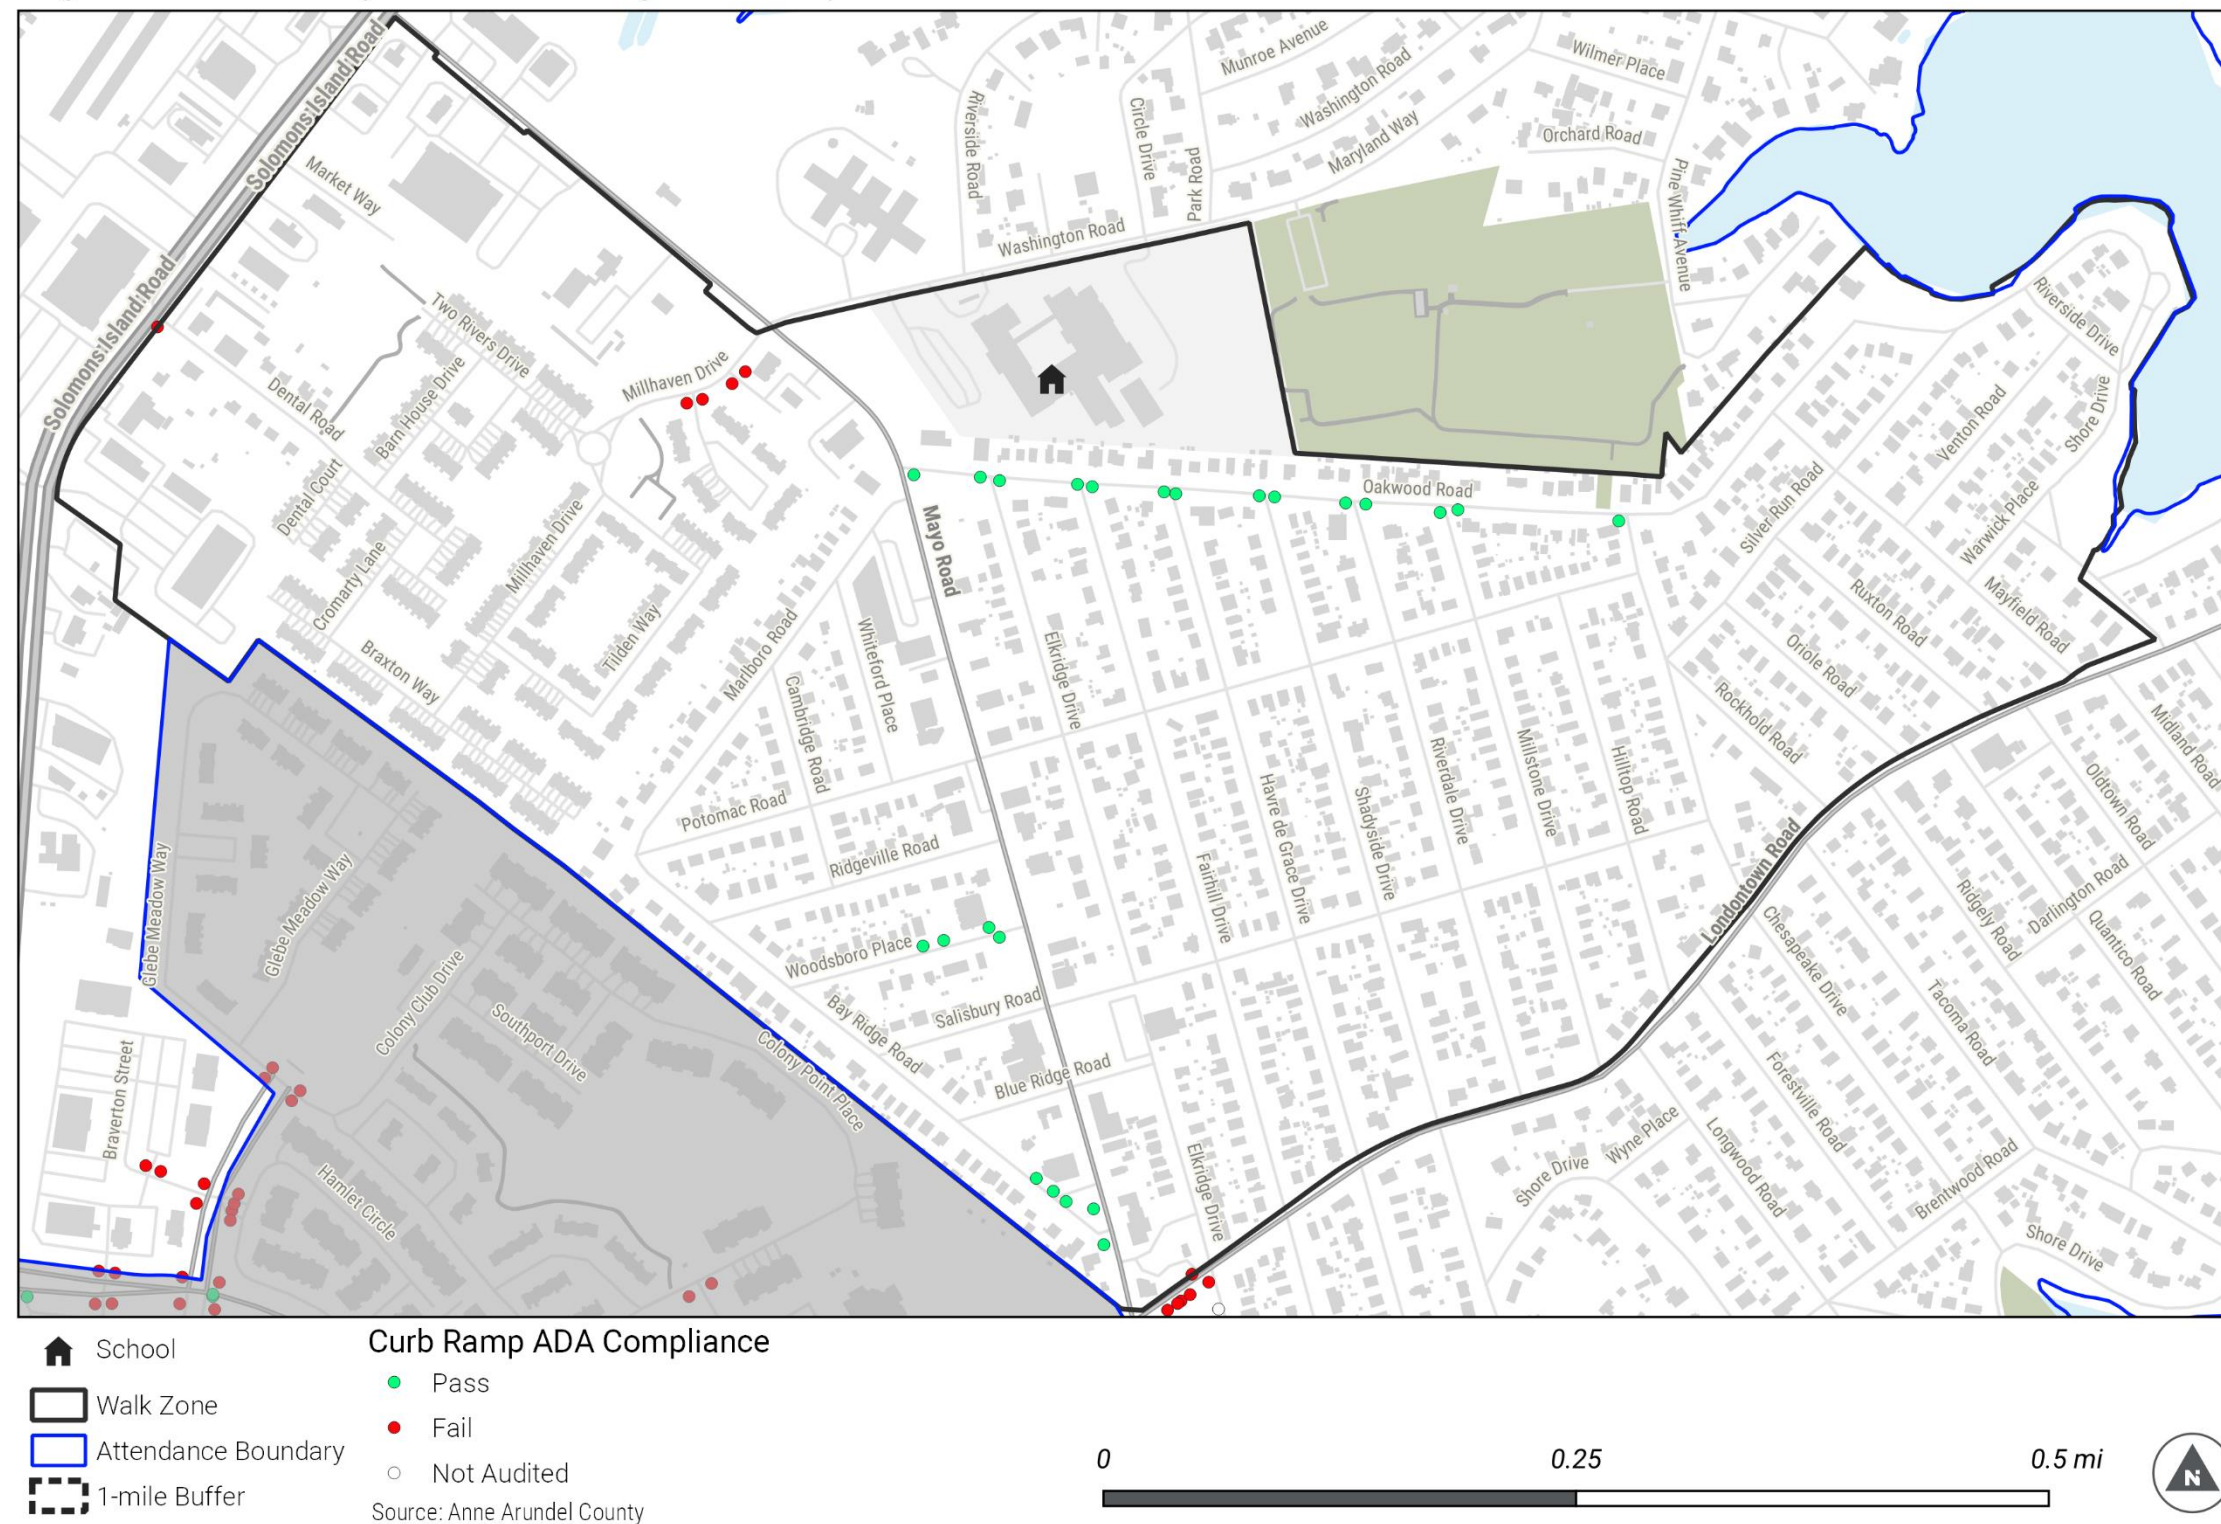 Solomons Island Road
Munroe Avenue
Washington Road
Wilmer Place
Riverside Road
Circle Drive
Park Road
Maryland Way
Orchard Road
Market Way
Pine Whiff Avenue
Washington Road
Solomons Island Road
Two Rivers Drive
Riverside Drive
Millhaven Drive
Dental Road
Barn House Drive
Venton Road
Shore Drive
Dental Court
Oakwood Road
Mayo Road
Silver Run Road
Warwick Place
Millhaven Drive
Cromarty Lane
Tilden Way
Marlboro Road
Whiteford Place
Elkridge Drive
Ruxton Road
Mayfield Road
Oriole Road
Braxton Way
Cambridge Road
Rockhold Road
Midland Road
Potomac Road
Riverdale Drive
Millstone Drive
Hilltop Road
Oldtown Road
Havre de Grace Drive
Shadyside Drive
Ridgeville Road
Fairhill Drive
Londontown Road
Glebe Meadow Way
Glebe Meadow Way
Ridgely Road
Darlington Road
Chesapeake Drive
Quantico Road
Woodsboro Place
Colony Club Drive
Southport Drive
Bay Ridge Road
Salisbury Road
Tacoma Road
Colony Point Place
Blue Ridge Road
Braverton Street
Forestville Road
Wyne Place
Longwood Road
Hamlet Circle
Elkridge Drive
Shore Drive
Brentwood Road
Shore Drive
School
Walk Zone
Attendance Boundary
1-mile Buffer
Curb Ramp ADA Compliance
Pass
Fail
Not Audited
Source: Anne Arundel County
0 0.25 0.5 mi
N